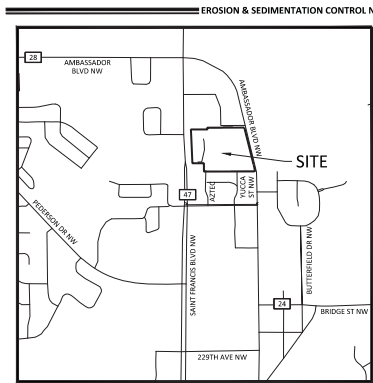 EROSION & SEDIMENTATION CONTROL N
28
AMBASSADOR
BLVD NW
AMBASSADOR BLVD NW
SITE
47
AZTEC
YUCCA
ST NW
PEDERSON DR NW
SAINT FRANCIS BLVD NW
BUTTERFIELD DR NW
24
BRIDGE ST NW
229TH AVE NW